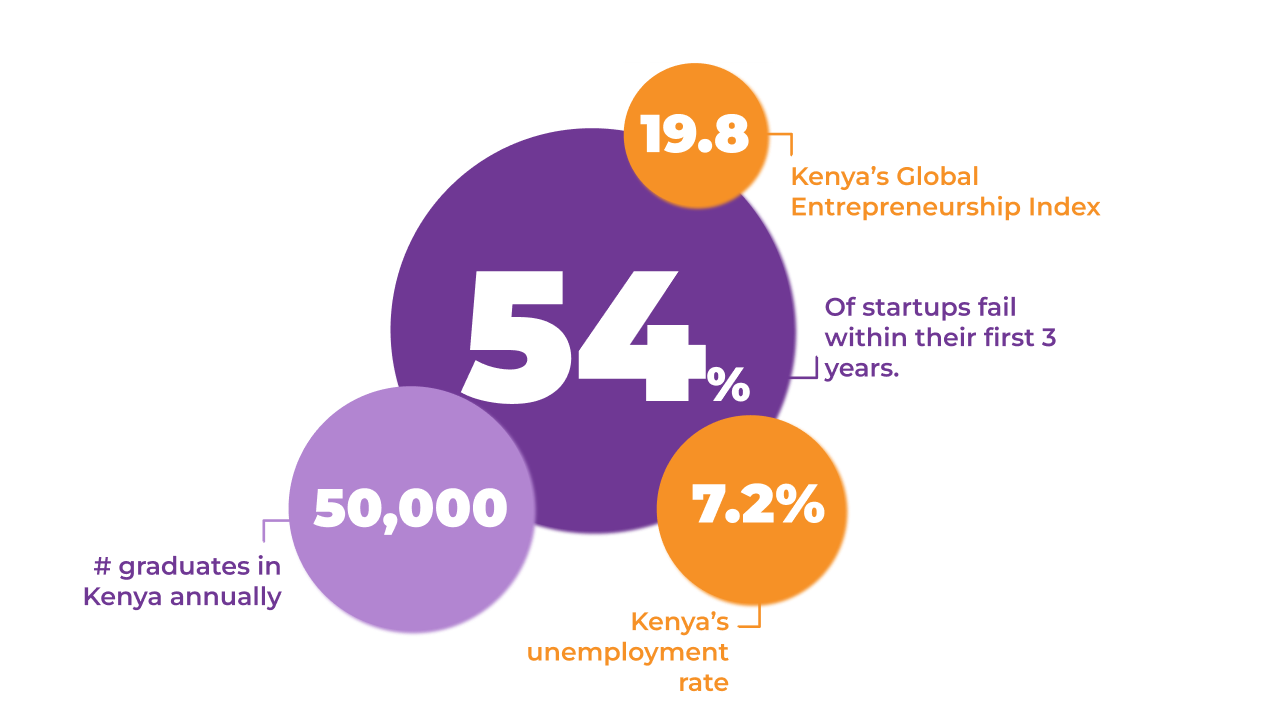 19.8
Kenya’s Global
Entrepreneurship Index
54%
Of startups fail
within their first 3
years.
50,000
# graduates in
Kenya annually
7.2%
Kenya’s
unemployment
rate